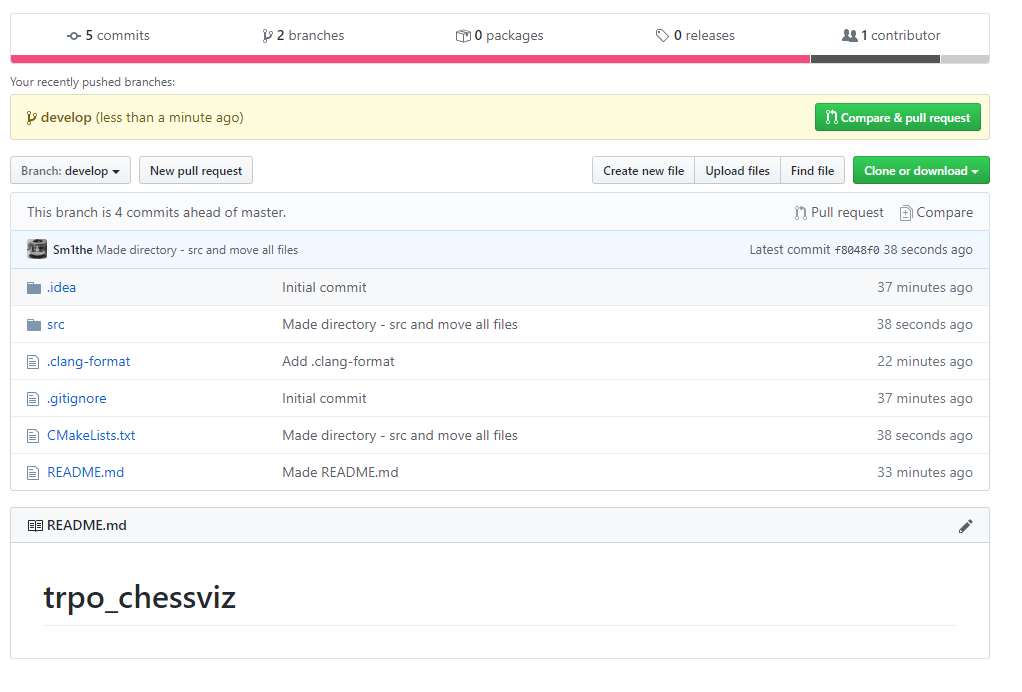 5 commits 2 branches 0 packages 0 releases 1 contributor
Your recently pushed branches:
develop (less than a minute ago) Compare & pull request
Branch: develop New pull request Create new file Upload files Find file Clone or download
This branch is 4 commits ahead of master. Pull request Compare
Sm1the Made directory - src and move all files Latest commit f8048f0 38 seconds ago
.idea Initial commit 37 minutes ago
src Made directory - src and move all files 38 seconds ago
.clang-format Add .clang-format 22 minutes ago
.gitignore Initial commit 37 minutes ago
CMakeLists.txt Made directory - src and move all files 38 seconds ago
README.md Made README.md 33 minutes ago
README.md
trpo_chessviz